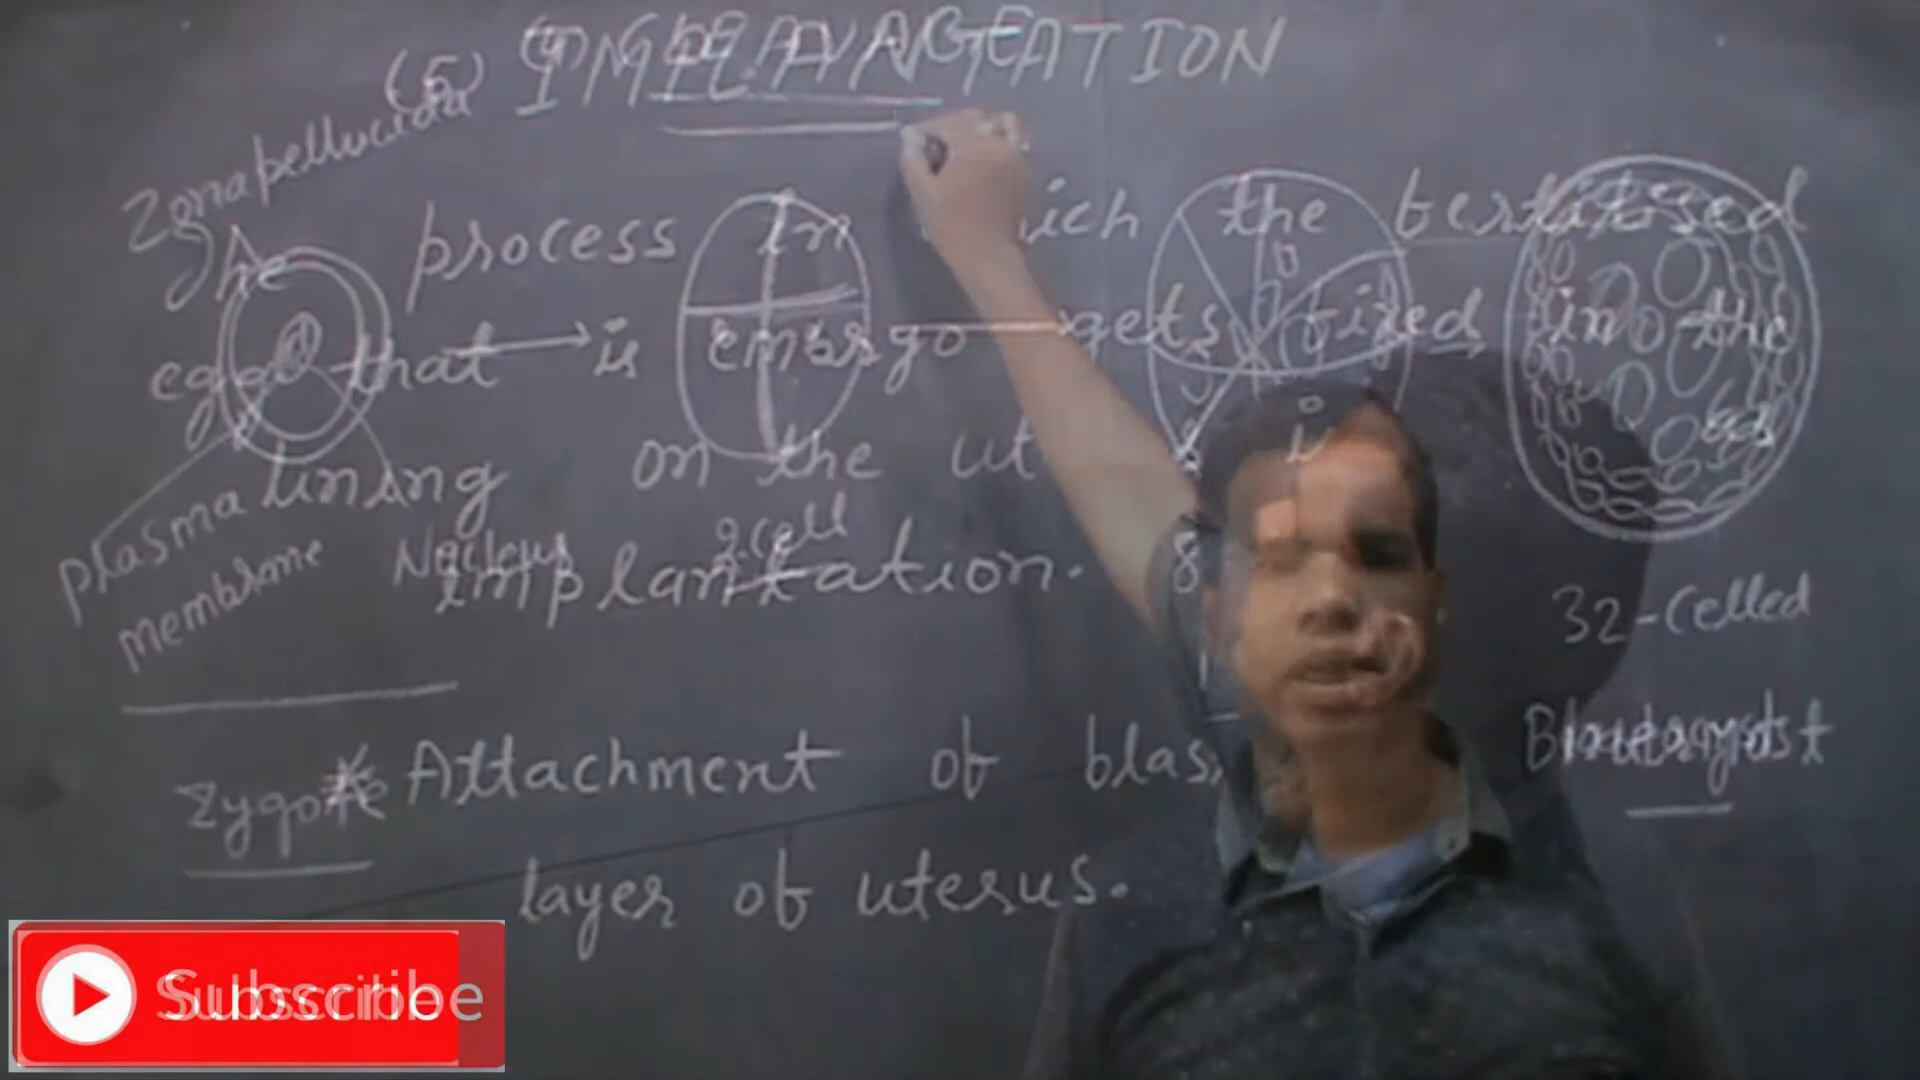 (5) IMPLANTATION
Zona pellucida
The process in which the fertilised
egg that is embryo gets fixed in the
lining on the ut
plasma
membrane
Nucleus
2-cell
implantation.
8
32-celled
Zygote
* Attachment of blas
Blastocyst
layer of uterus.
Subscribe